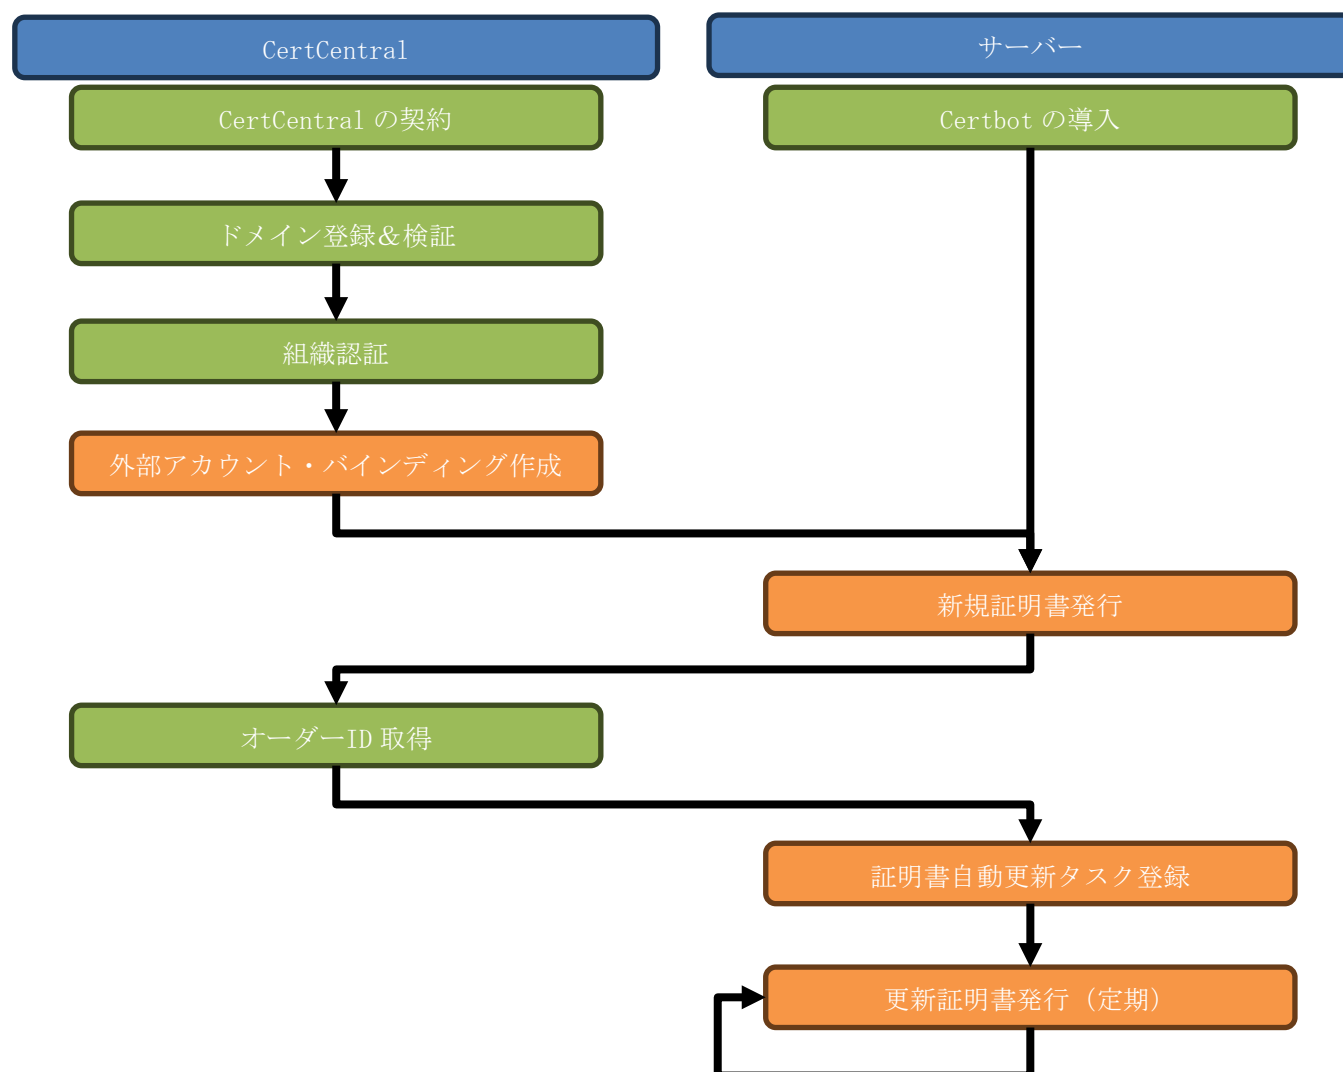 CertCentral
サーバー
CertCentral の契約
Certbot の導入
ドメイン登録＆検証
組織認証
外部アカウント・バインディング作成
新規証明書発行
オーダーID 取得
証明書自動更新タスク登録
更新証明書発行（定期）